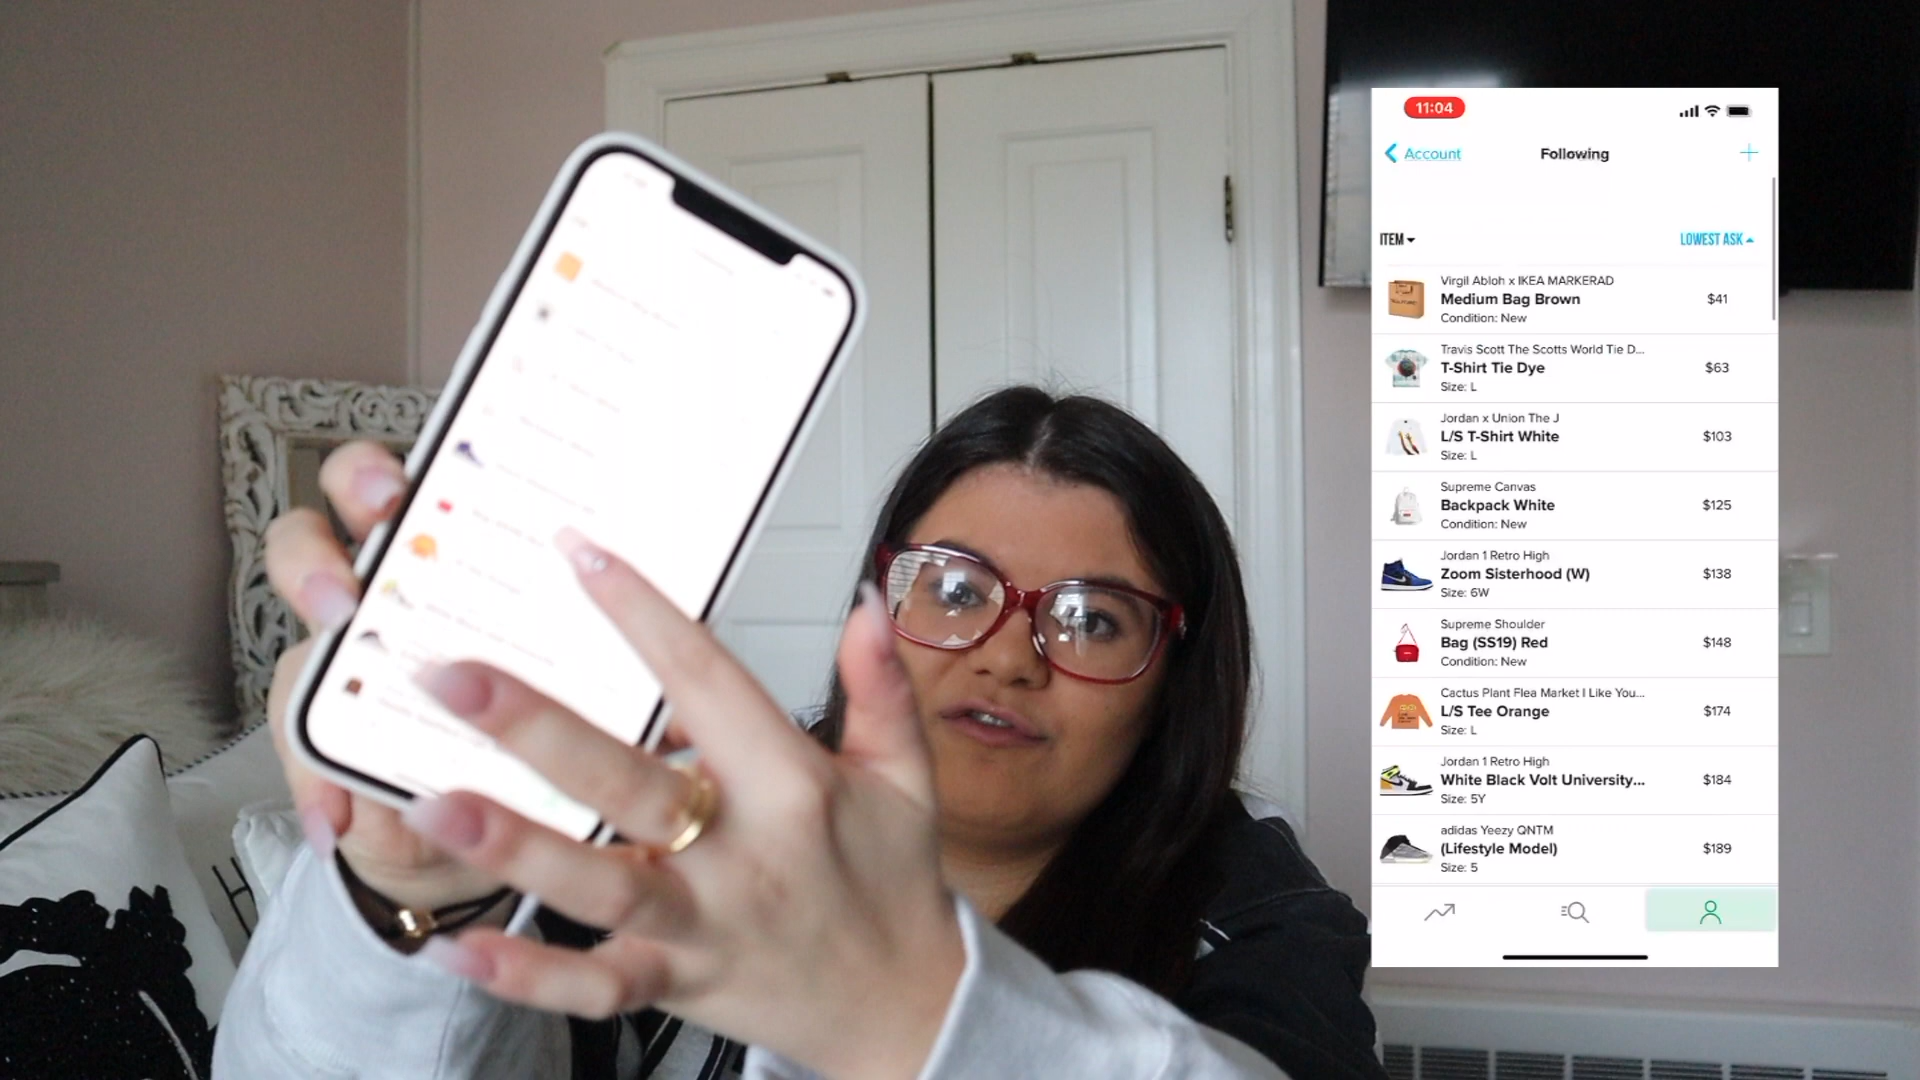 11:04
Account
Following
ITEM
LOWEST ASK
Virgil Abloh x IKEA MARKERAD
Medium Bag Brown
$41
Condition: New
Travis Scott The Scotts World Tie D...
T-Shirt Tie Dye
$63
Size: L
Jordan x Union The J
L/S T-Shirt White
$103
Size: L
Supreme Canvas
Backpack White
$125
Condition: New
Jordan 1 Retro High
Zoom Sisterhood (W)
$138
Size: 6W
Supreme Shoulder
Bag (SS19) Red
$148
Condition: New
Cactus Plant Flea Market I Like You...
L/S Tee Orange
$174
Size: L
Jordan 1 Retro High
White Black Volt University...
$184
Size: 5Y
adidas Yeezy QNTM
(Lifestyle Model)
$189
Size: 5